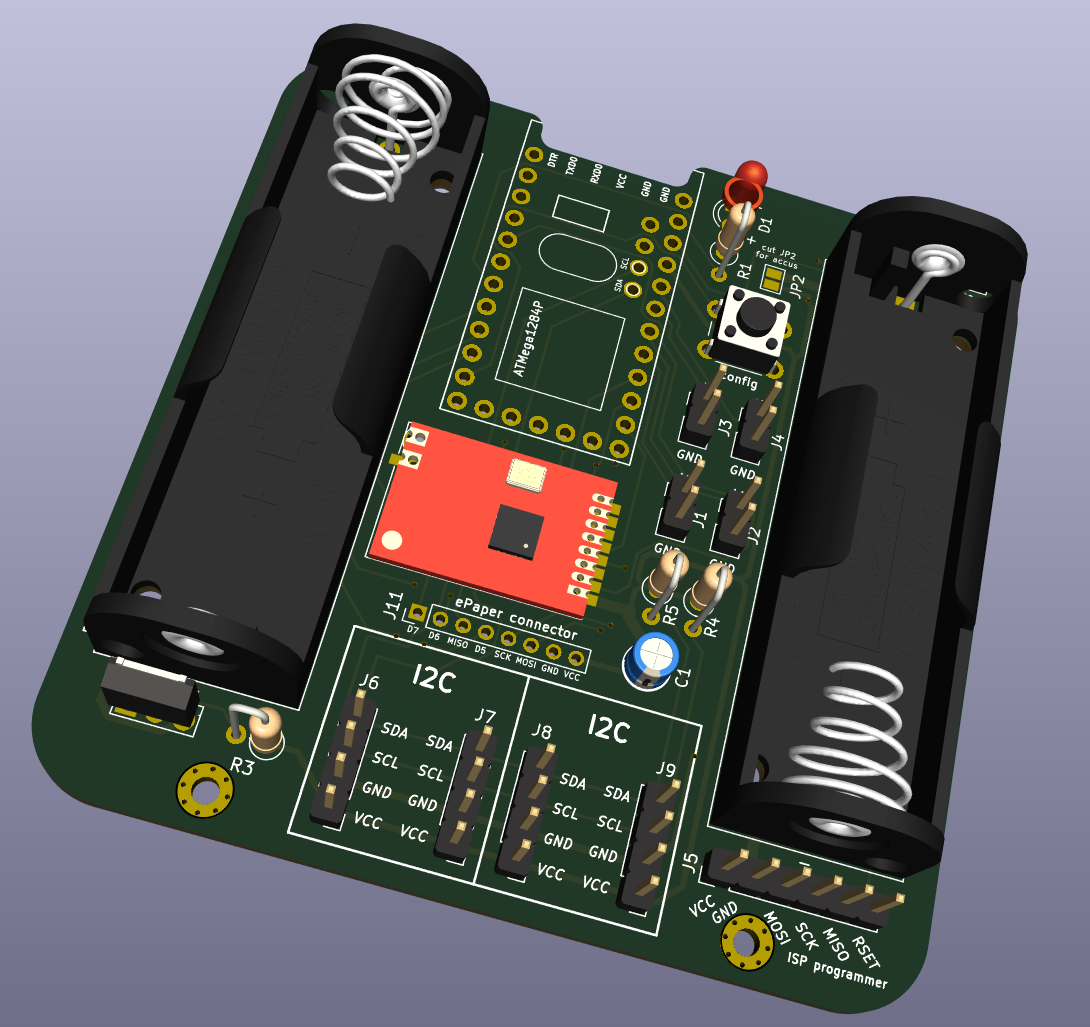 DTR
TXD0
RXD0
VCC
GND
GND
D1
+
cut JP2
for accus
JP2
R1
SCL
SDA
ATMega1284P
Config
J3
J4
GND
GND
J1
J2
GND
GND
R5
R4
C1
J11
ePaper connector
D7
D6
MISO
D5
SCK
MOSI
GND
VCC
I2C
I2C
J6
J7
J8
J9
SDA
SCL
GND
VCC
SDA
SCL
GND
VCC
SDA
SCL
GND
VCC
SDA
SCL
GND
VCC
R3
J5
VCC
GND
MOSI
SCK
MISO
RSET
ISP programmer